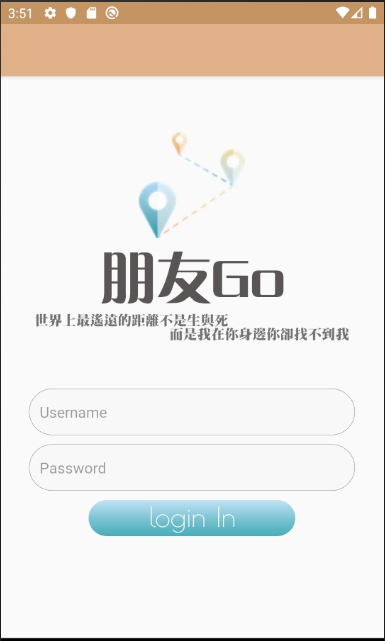 3:51
朋友Go
世界上最遙遠的距離不是生與死
而是我在你身邊你卻找不到我
Username
Password
login In